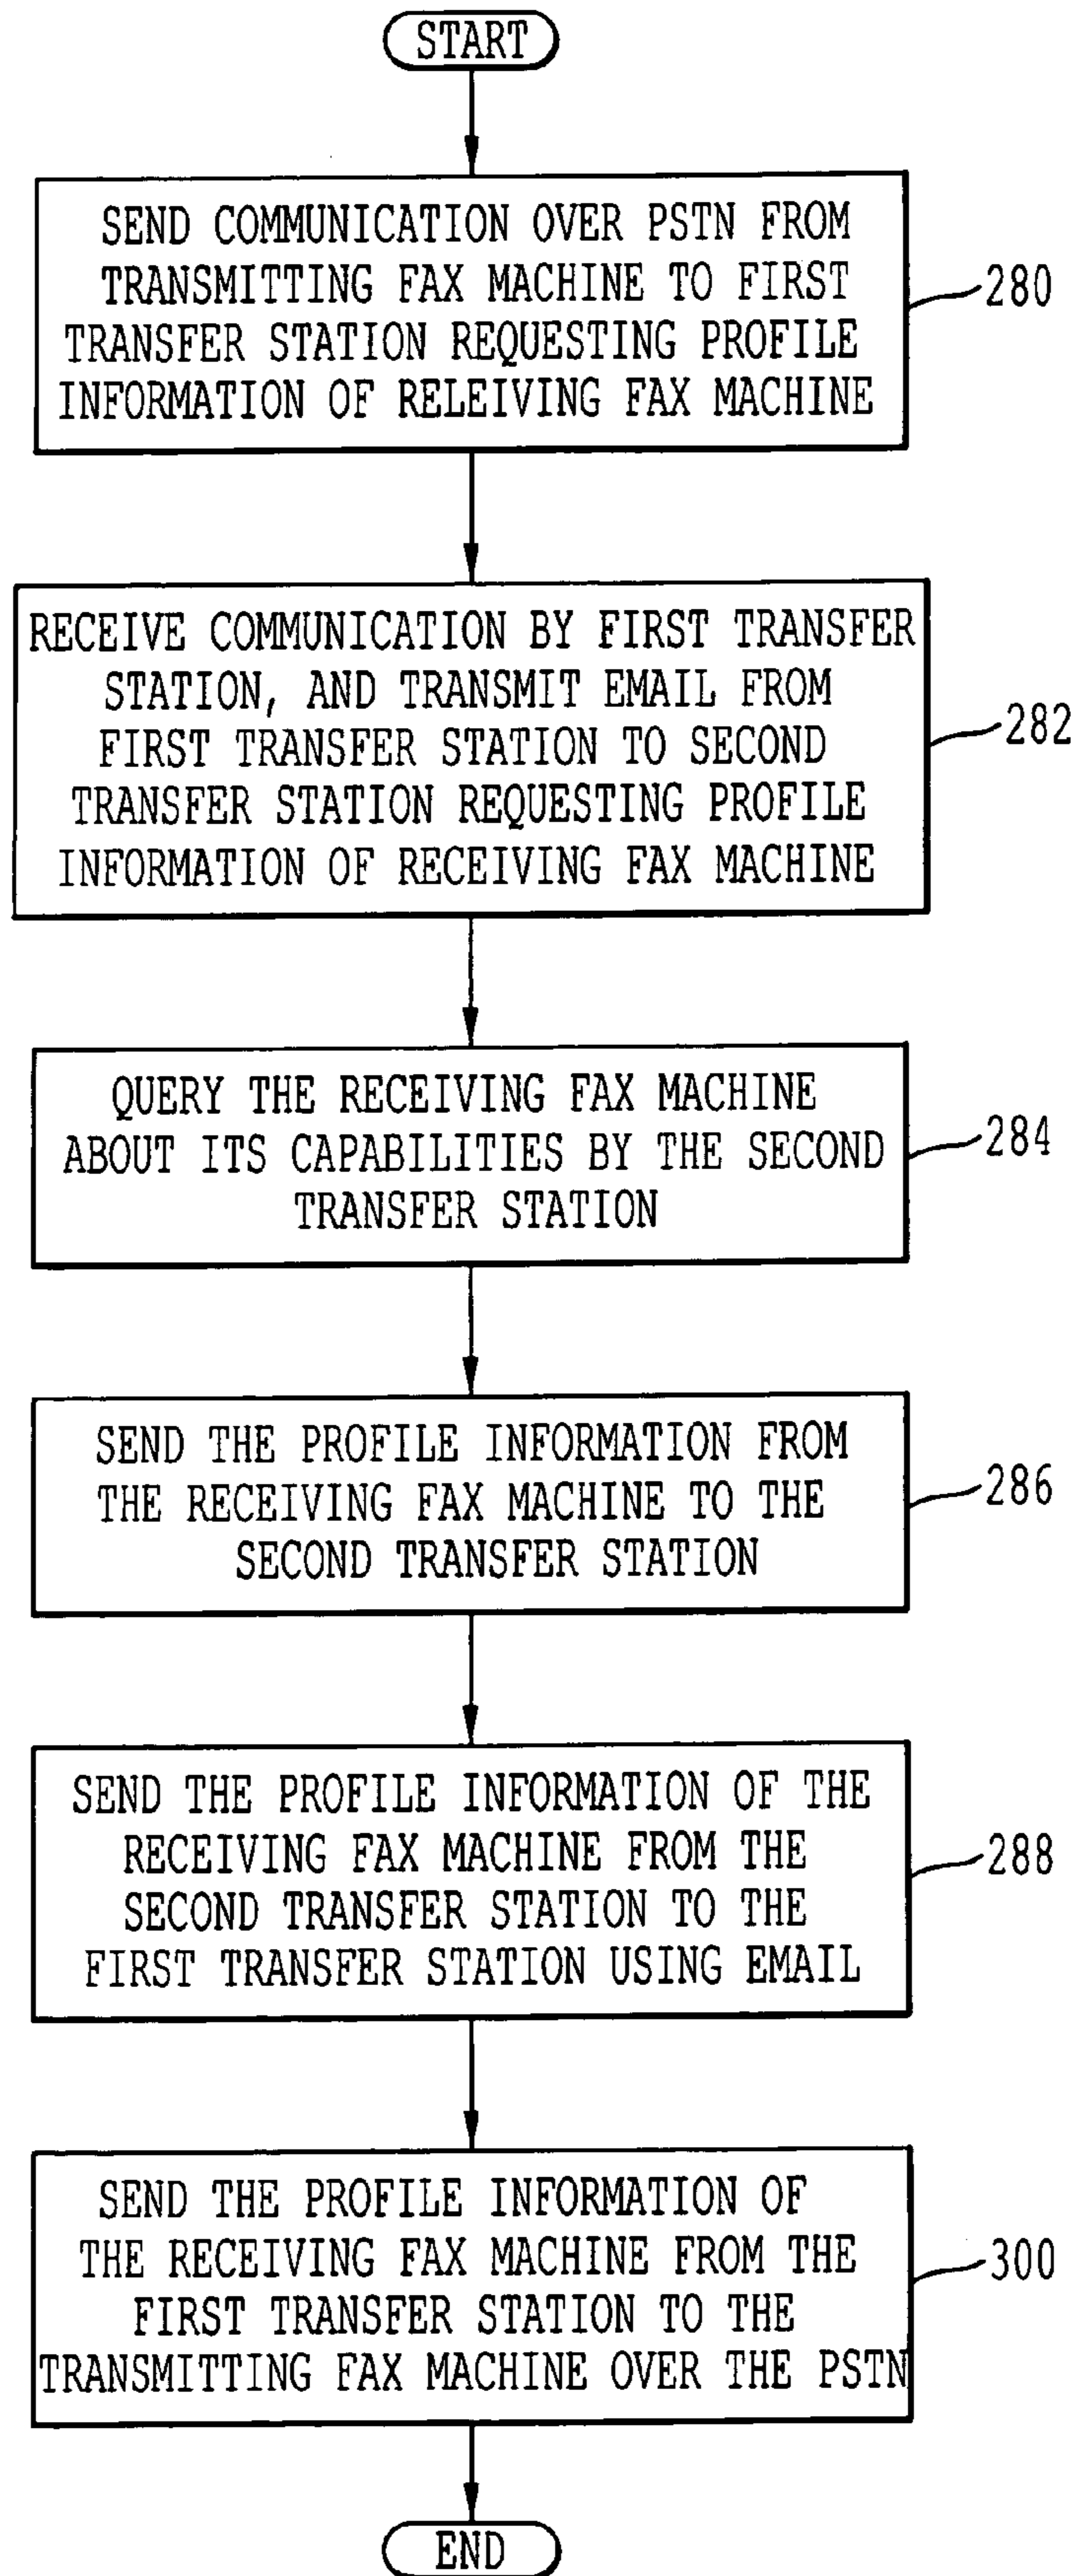 START
SEND COMMUNICATION OVER PSTN FROM
TRANSMITTING FAX MACHINE TO FIRST
TRANSFER STATION REQUESTING PROFILE
INFORMATION OF RELEIVING FAX MACHINE
280
RECEIVE COMMUNICATION BY FIRST TRANSFER
STATION, AND TRANSMIT EMAIL FROM
FIRST TRANSFER STATION TO SECOND
TRANSFER STATION REQUESTING PROFILE
INFORMATION OF RECEIVING FAX MACHINE
282
QUERY THE RECEIVING FAX MACHINE
ABOUT ITS CAPABILITIES BY THE SECOND
TRANSFER STATION
284
SEND THE PROFILE INFORMATION FROM
THE RECEIVING FAX MACHINE TO THE
SECOND TRANSFER STATION
286
SEND THE PROFILE INFORMATION OF THE
RECEIVING FAX MACHINE FROM THE
SECOND TRANSFER STATION TO THE
FIRST TRANSFER STATION USING EMAIL
288
SEND THE PROFILE INFORMATION OF
THE RECEIVING FAX MACHINE FROM THE
FIRST TRANSFER STATION TO THE
TRANSMITTING FAX MACHINE OVER THE PSTN
300
END